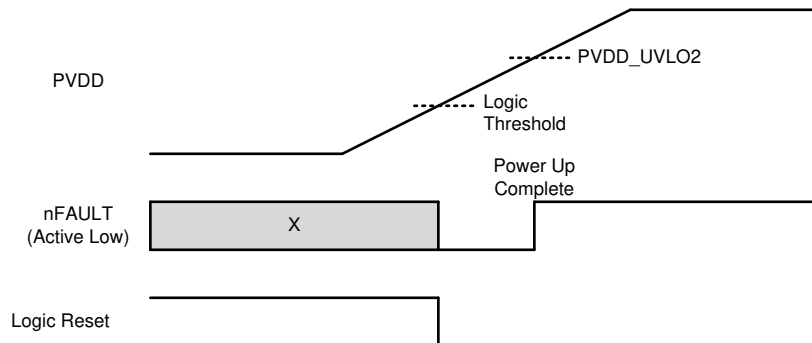 PVDD
PVDD_UVLO2
Logic
Threshold
Power Up
Complete
nFAULT
(Active Low)
X
Logic Reset